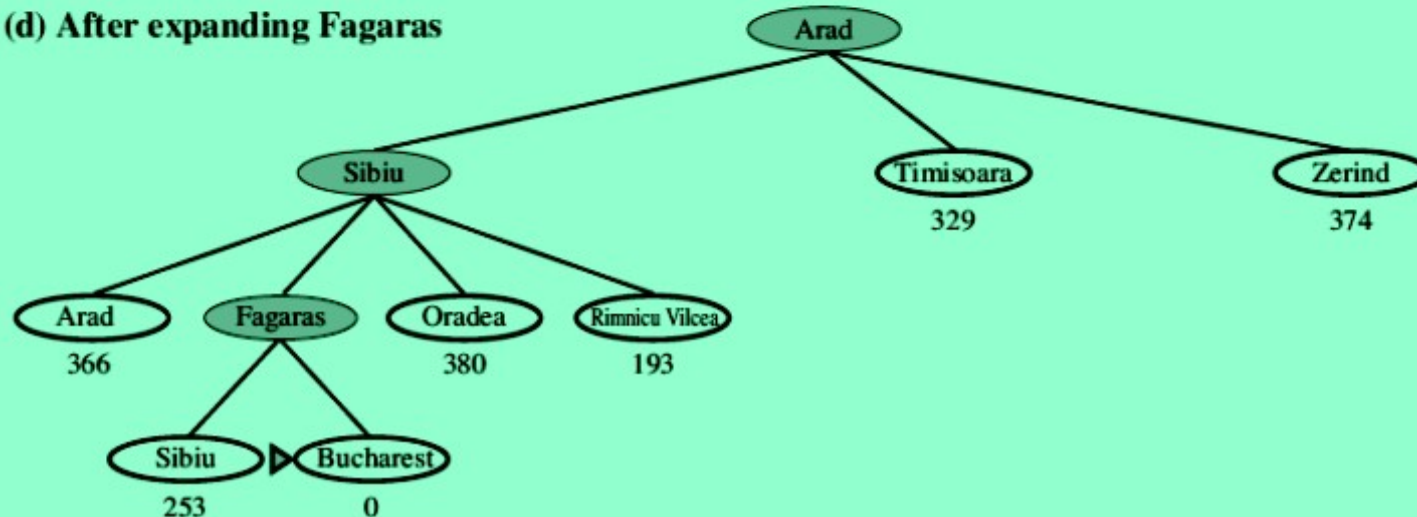 (d) After expanding Fagaras
Arad
Sibiu
Timisoara
Zerind
329
374
Arad
Fagaras
Oradea
Rimnicu Vilcea
366
380
193
Sibiu
Bucharest
253
0